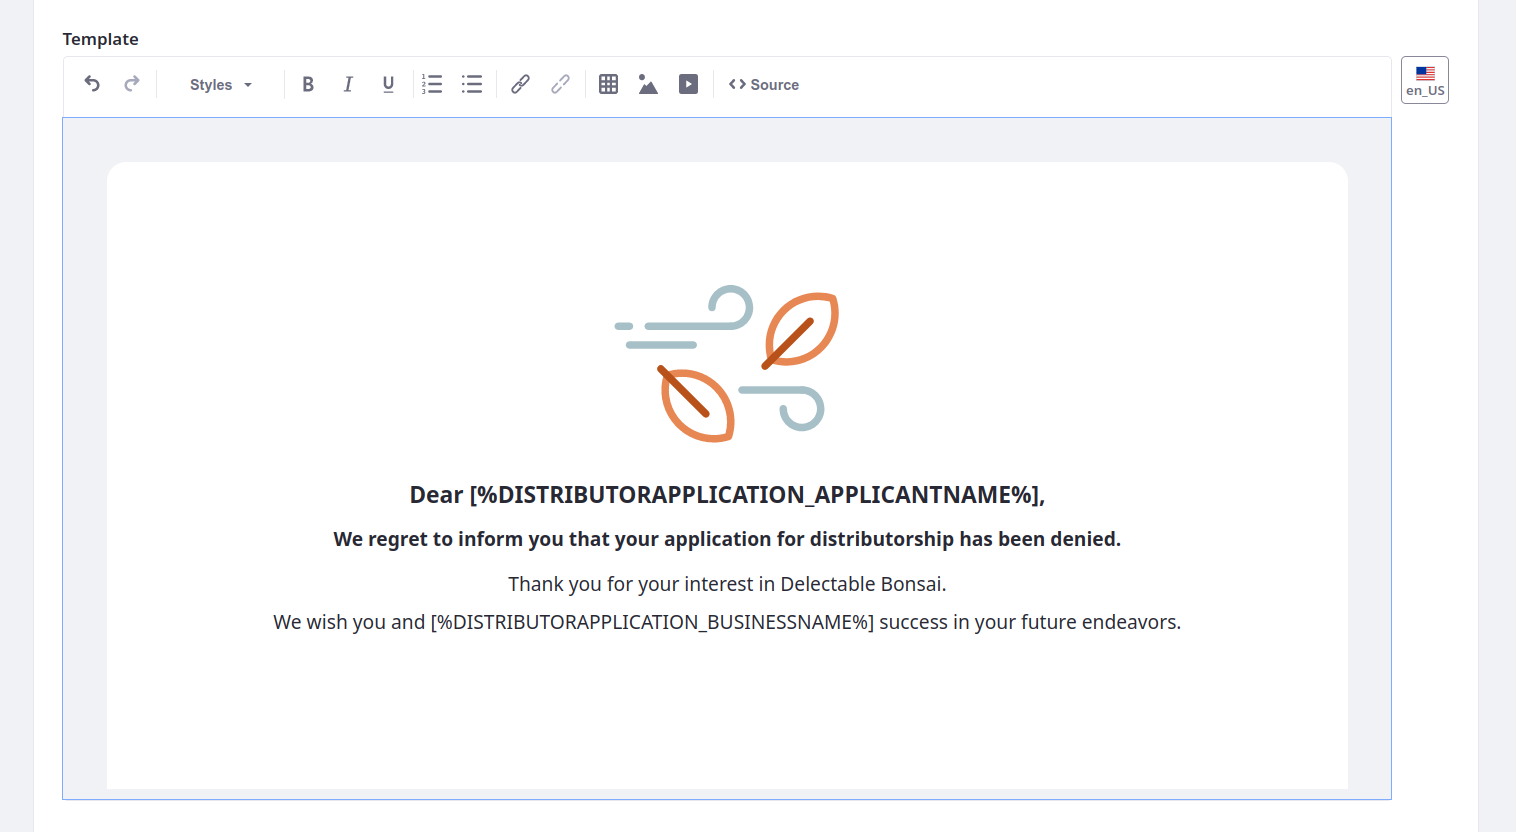 Template
Styles
Source
en_US
Dear [%DISTRIBUTORAPPLICATION_APPLICANTNAME%],
We regret to inform you that your application for distributorship has been denied.
Thank you for your interest in Delectable Bonsai.
We wish you and [%DISTRIBUTORAPPLICATION_BUSINESSNAME%] success in your future endeavors.